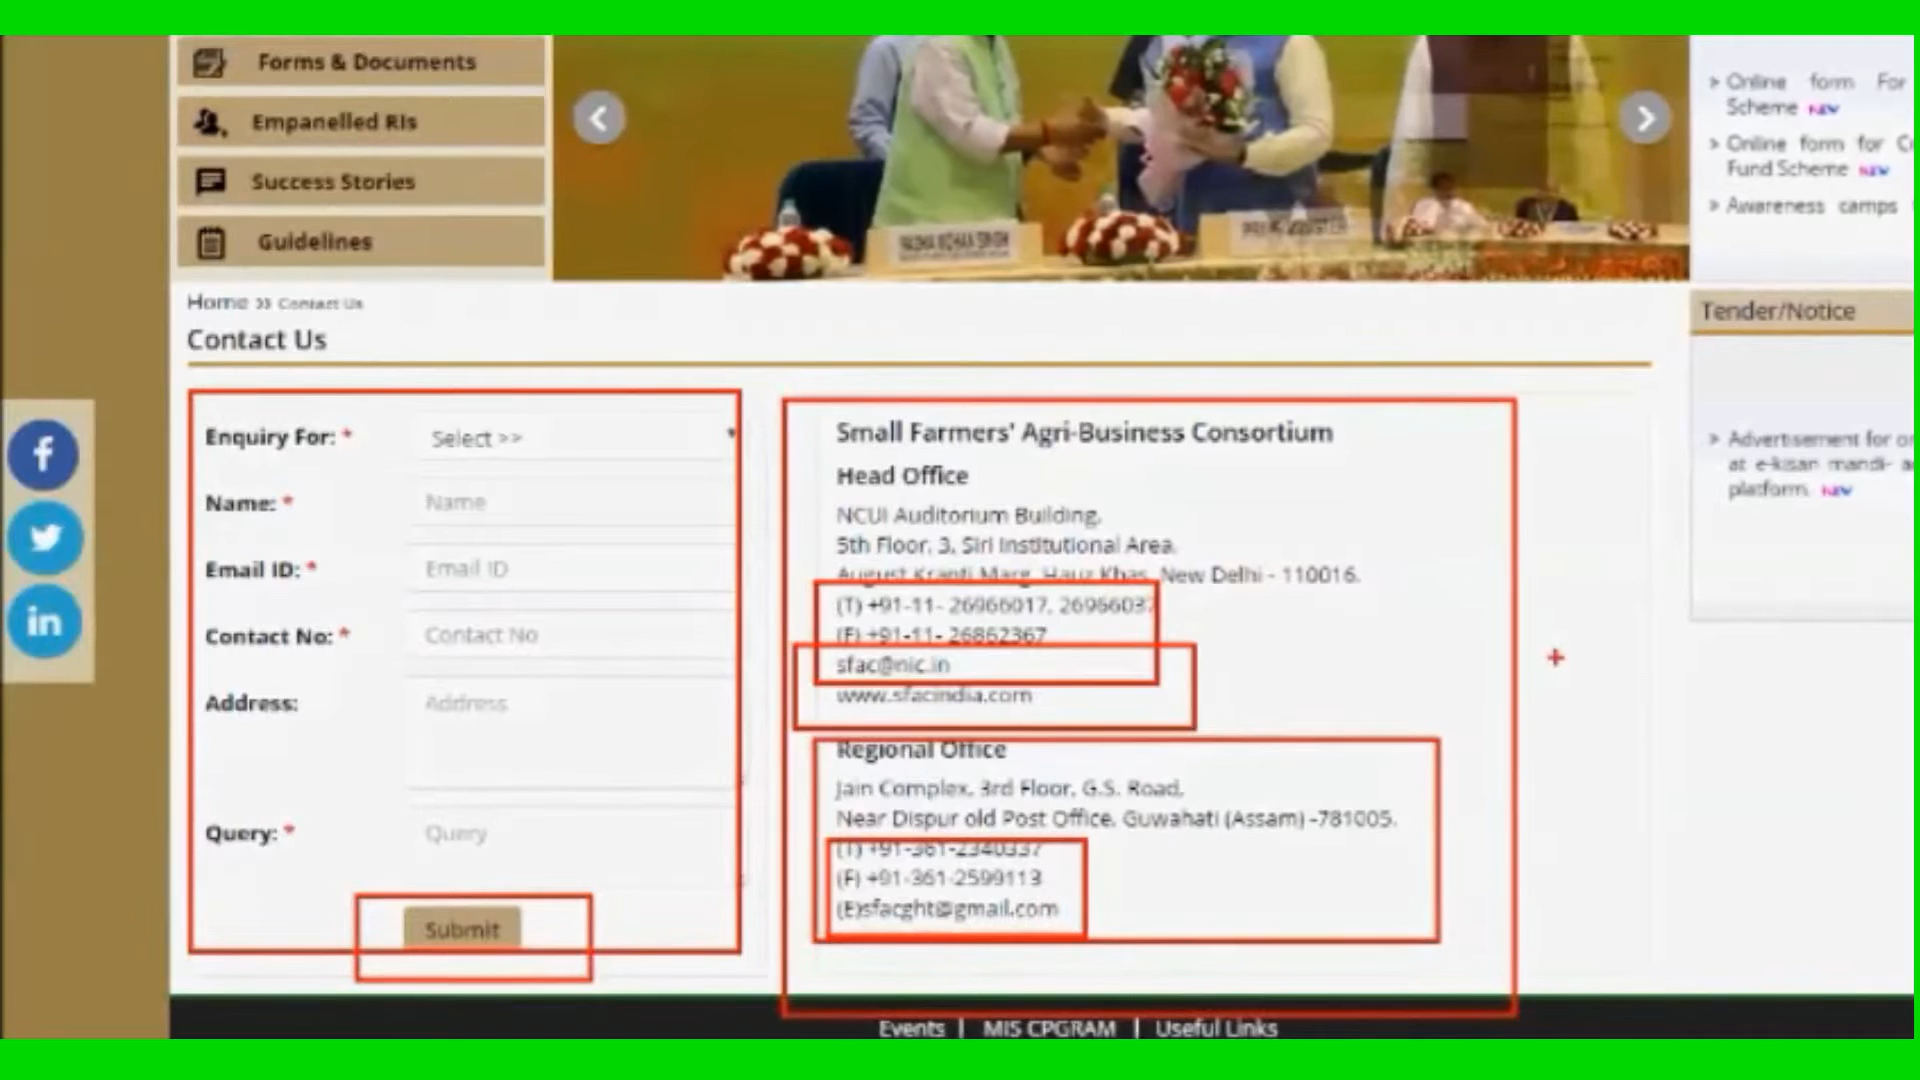 Forms & Documents
Empanelled RIs
Success Stories
Guidelines
RADHA MOHAN SINGH
PRIME MINISTER
Online form For
Scheme NEW
Online form for
Fund Scheme NEW
Awareness camps
Home » Contact Us
Contact Us
Tender/Notice
Advertisement for
at e-kisan mandi-
platform. NEW
Enquiry For: * Select >>
Name: * Name
Email ID: * Email ID
Contact No: * Contact No
Address: Address
Query: * Query
Submit
Small Farmers' Agri-Business Consortium
Head Office
NCUI Auditorium Building,
5th Floor, 3, Siri Institutional Area,
August Kranti Marg, Hauz Khas, New Delhi - 110016.
(T) +91-11- 26966017, 26966037
(F) +91-11- 26862367
sfac@nic.in
www.sfacindia.com
Regional Office
Jain Complex, 3rd Floor, G.S. Road,
Near Dispur old Post Office, Guwahati (Assam) -781005.
(T) +91-361-2340337
(F) +91-361-2599113
(E)sfacght@gmail.com
Events | MIS CPGRAM | Useful Links